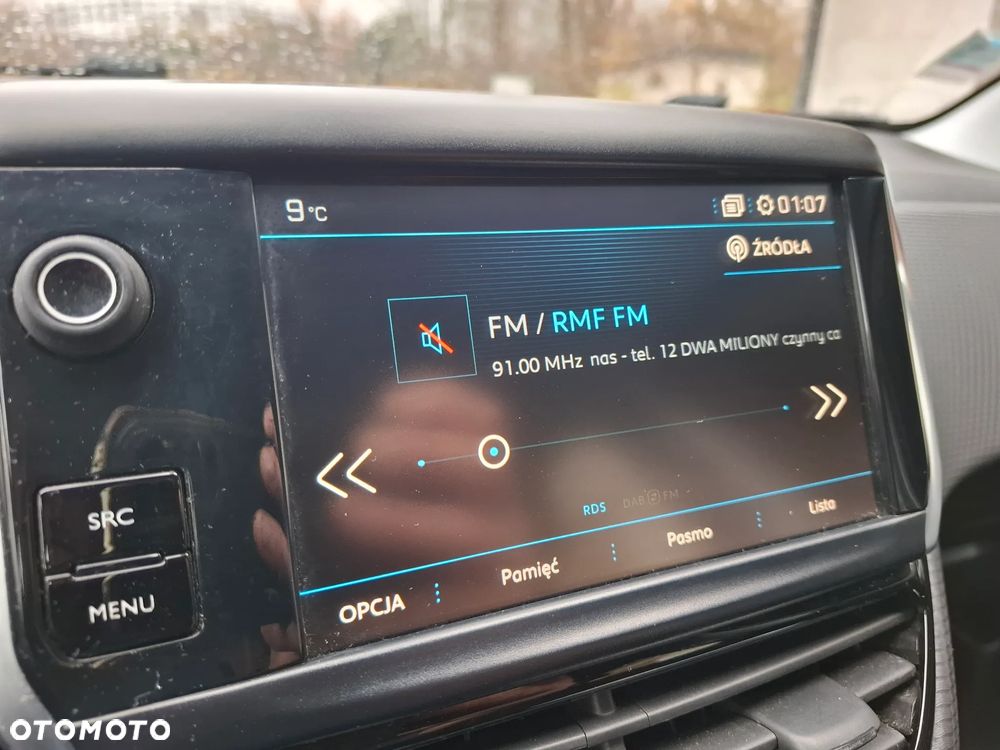 9°C
01:07
ŹRÓDŁA
FM / RMF FM
91.00 MHz nas - tel. 12 DWA MILIONY czynny ca
SRC
MENU
RDS DAB FM
OPCJA Pamięć Pasmo Lista
OTOMOTO